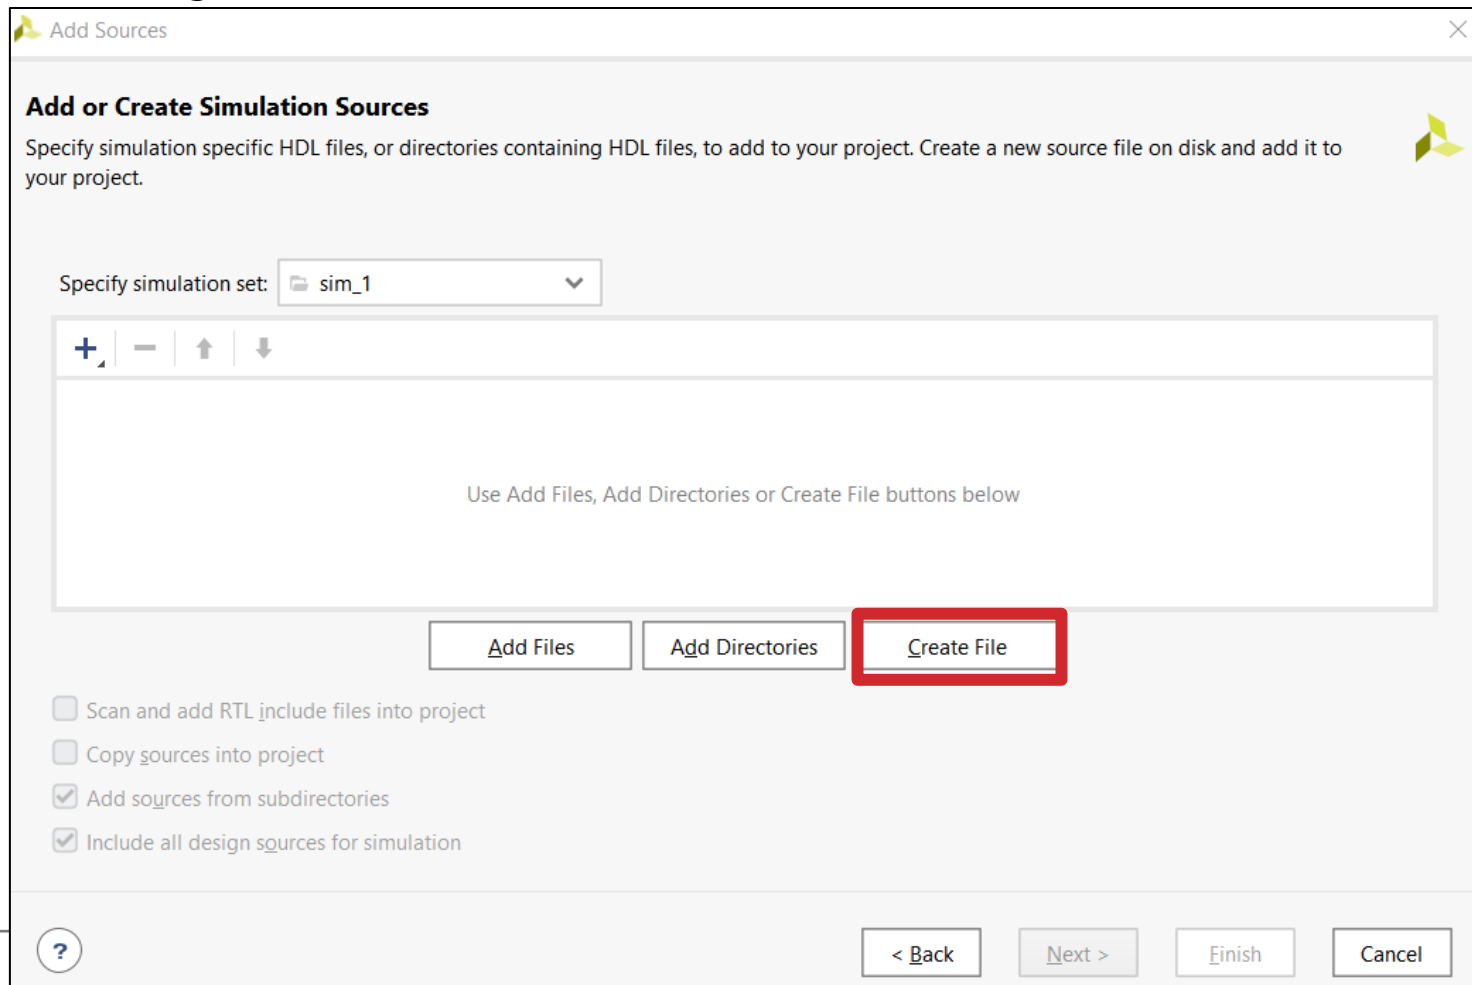 Add Sources
Add or Create Simulation Sources
Specify simulation specific HDL files, or directories containing HDL files, to add to your project. Create a new source file on disk and add it to
your project.
Specify simulation set: sim_1
Use Add Files, Add Directories or Create File buttons below
Add Files Add Directories Create File
Scan and add RTL include files into project
Copy sources into project
Add sources from subdirectories
Include all design sources for simulation
? < Back Next > Finish Cancel